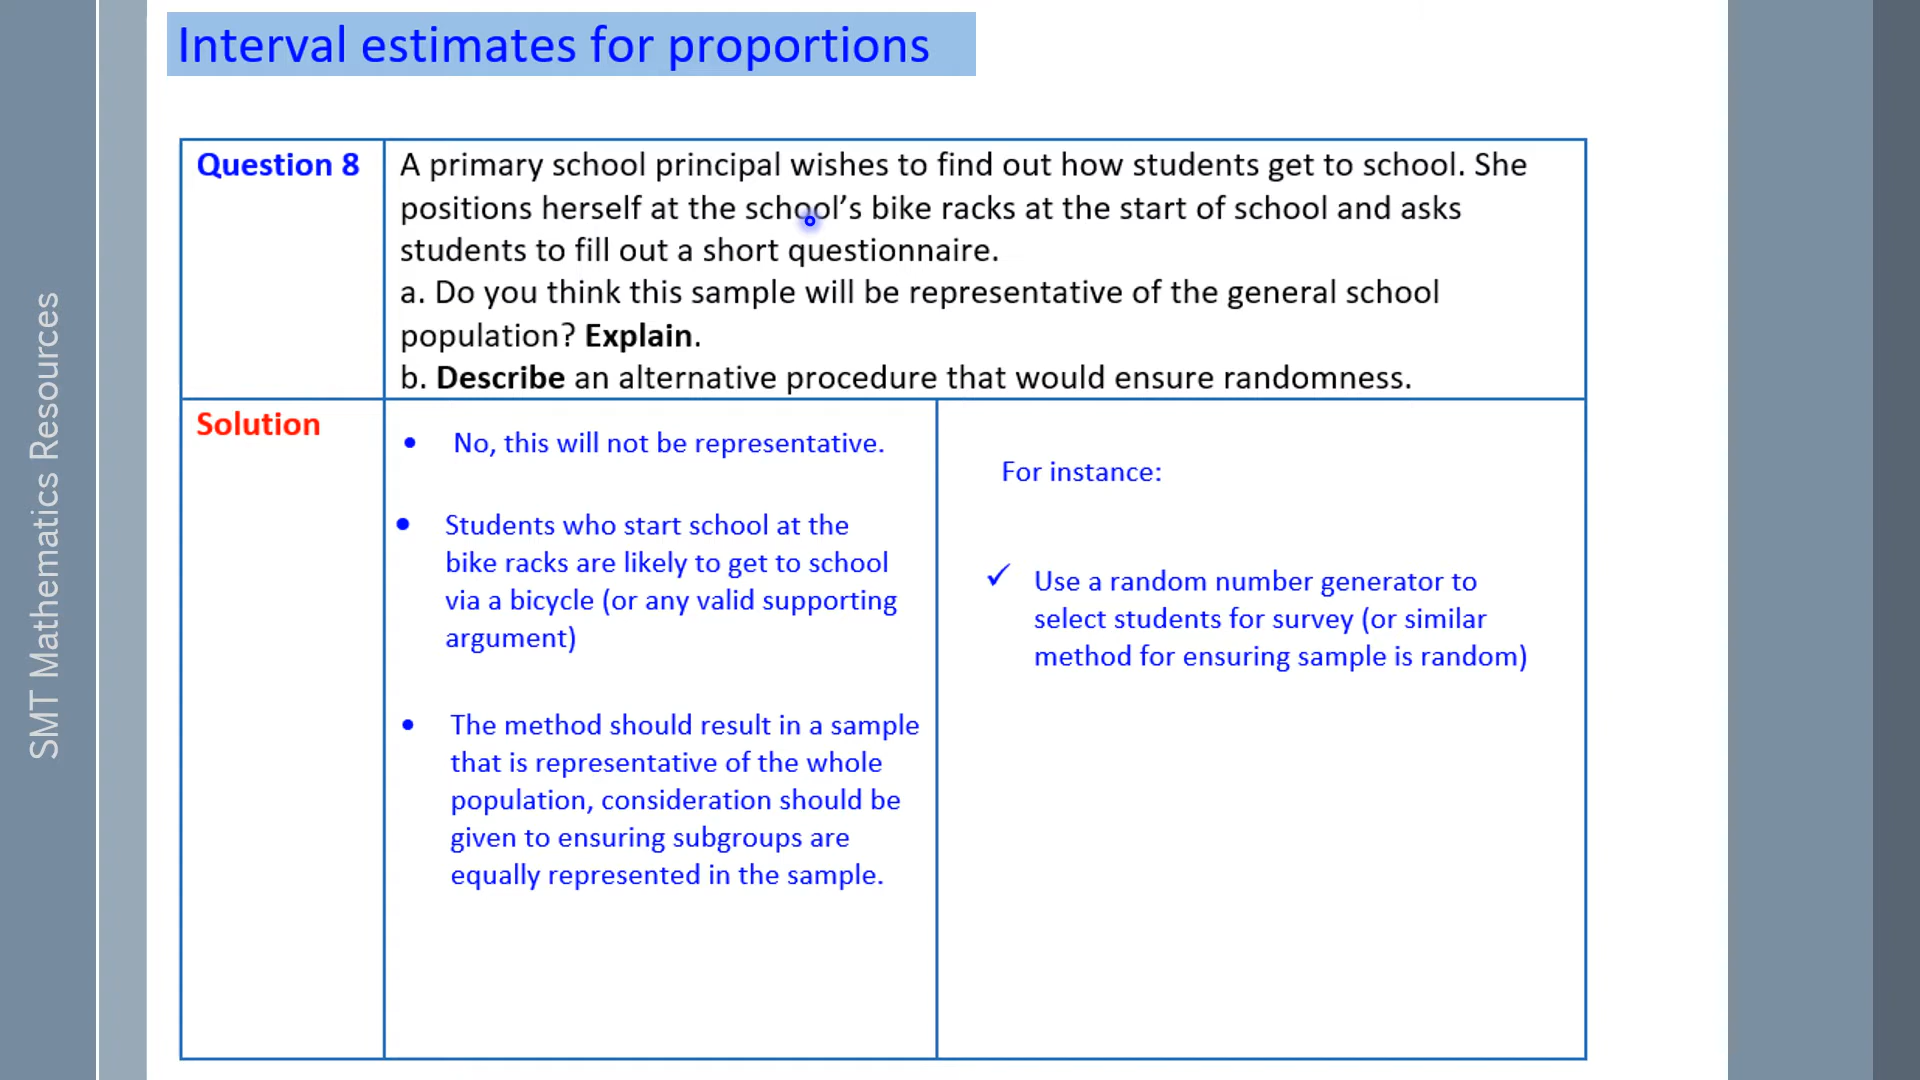 Interval estimates for proportions
SMT Mathematics Resources
Question 8
A primary school principal wishes to find out how students get to school. She
positions herself at the school’s bike racks at the start of school and asks
students to fill out a short questionnaire.
a. Do you think this sample will be representative of the general school
population? Explain.
b. Describe an alternative procedure that would ensure randomness.
Solution
• No, this will not be representative.
• Students who start school at the
bike racks are likely to get to school
via a bicycle (or any valid supporting
argument)
• The method should result in a sample
that is representative of the whole
population, consideration should be
given to ensuring subgroups are
equally represented in the sample.
For instance:
✓ Use a random number generator to
select students for survey (or similar
method for ensuring sample is random)